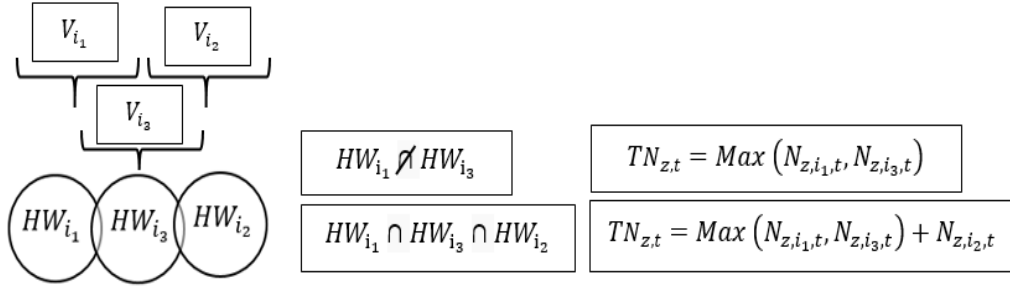 V_{i_1} V_{i_2}
V_{i_3}
HW_{i_1} HW_{i_3} HW_{i_2}
HW_{i_1} ∩̸ HW_{i_3}
TN_{z,t} = Max (N_{z,i_1,t}, N_{z,i_3,t})
HW_{i_1} ∩ HW_{i_3} ∩ HW_{i_2}
TN_{z,t} = Max (N_{z,i_1,t}, N_{z,i_3,t}) + N_{z,i_2,t}